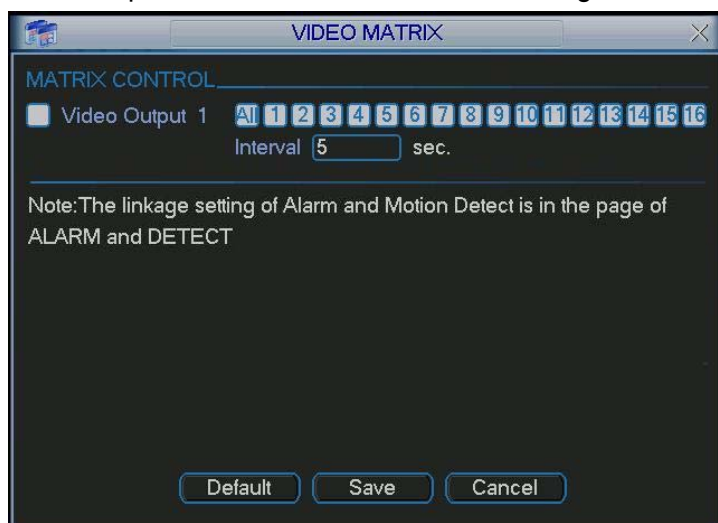 VIDEO MATRIX
MATRIX CONTROL
Video Output 1 All 1 2 3 4 5 6 7 8 9 10 11 12 13 14 15 16
Interval 5 sec.
Note:The linkage setting of Alarm and Motion Detect is in the page of
ALARM and DETECT
Default Save Cancel